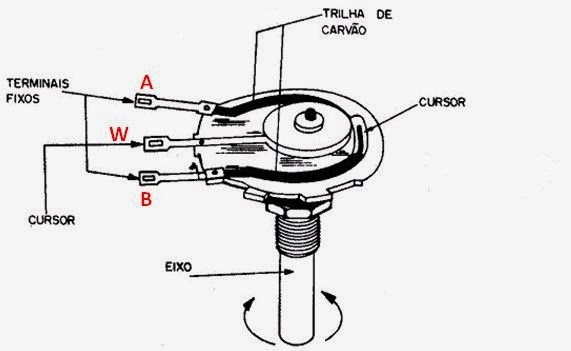 TRILHA DE
CARVÃO
TERMINAIS
FIXOS
A
CURSOR
W
B
CURSOR
EIXO